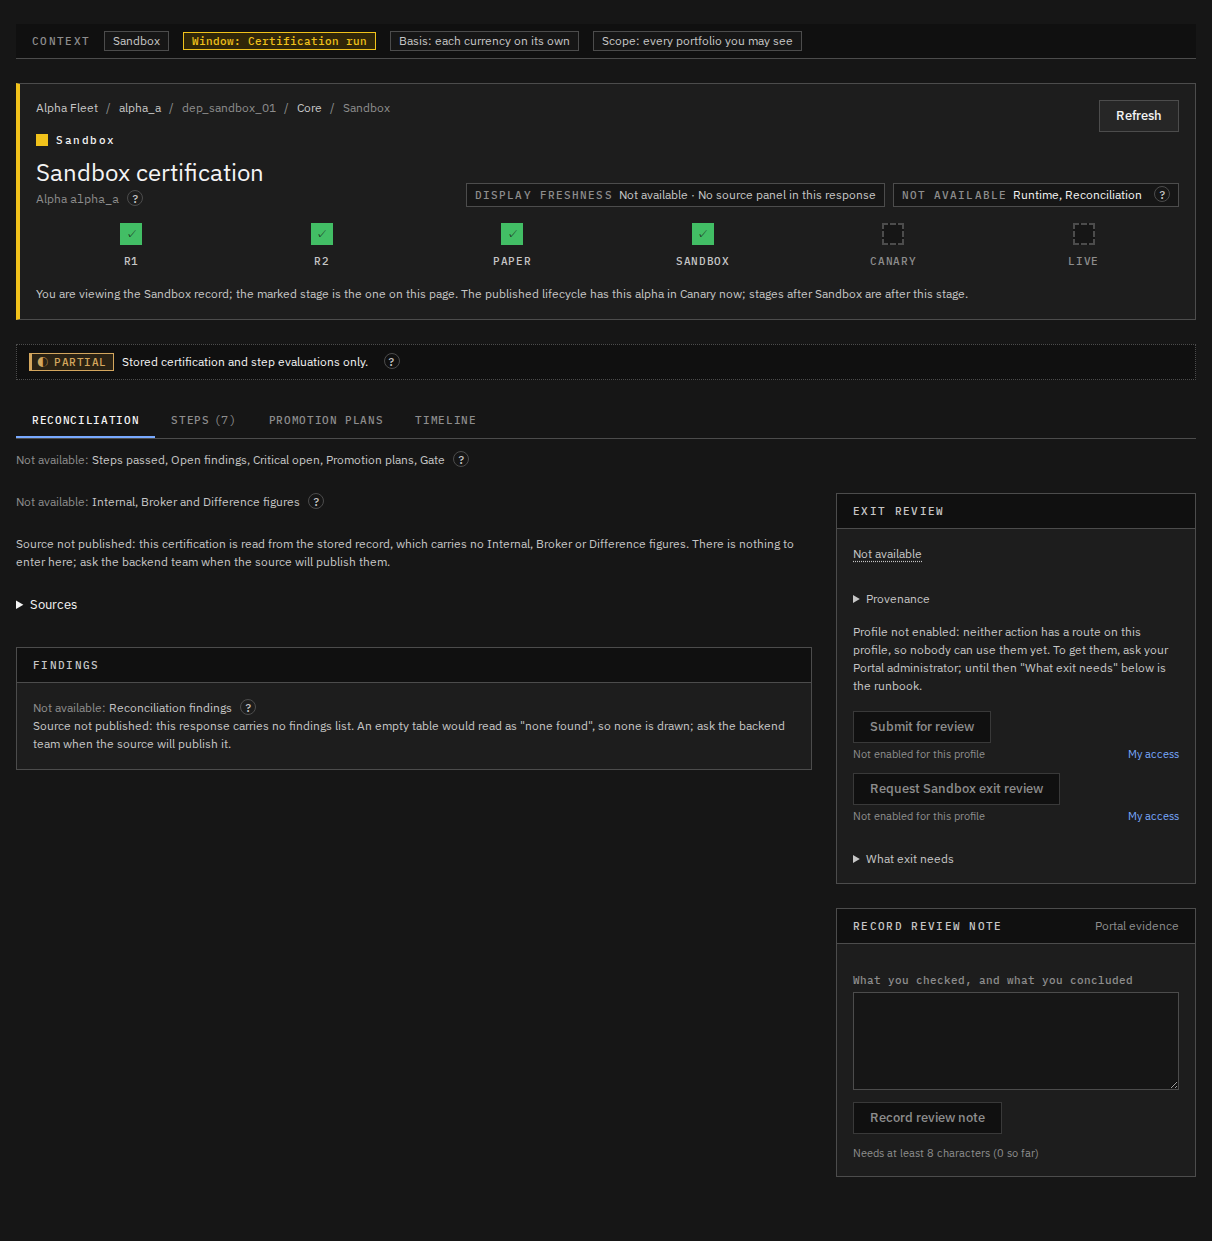 CONTEXT Sandbox Window: Certification run Basis: each currency on its own Scope: every portfolio you may see
Alpha Fleet / alpha_a / dep_sandbox_01 / Core / Sandbox
Refresh
Sandbox
Sandbox certification
Alpha alpha_a ?
DISPLAY FRESHNESS Not available · No source panel in this response
NOT AVAILABLE Runtime, Reconciliation ?
✓ ✓ ✓ ✓
R1 R2 PAPER SANDBOX CANARY LIVE
You are viewing the Sandbox record; the marked stage is the one on this page. The published lifecycle has this alpha in Canary now; stages after Sandbox are after this stage.
PARTIAL Stored certification and step evaluations only. ?
RECONCILIATION STEPS (7) PROMOTION PLANS TIMELINE
Not available: Steps passed, Open findings, Critical open, Promotion plans, Gate ?
Not available: Internal, Broker and Difference figures ?
Source not published: this certification is read from the stored record, which carries no Internal, Broker or Difference figures. There is nothing to
enter here; ask the backend team when the source will publish them.
Sources
FINDINGS
Not available: Reconciliation findings ?
Source not published: this response carries no findings list. An empty table would read as "none found", so none is drawn; ask the backend
team when the source will publish it.
EXIT REVIEW
Not available
Provenance
Profile not enabled: neither action has a route on this
profile, so nobody can use them yet. To get them, ask your
Portal administrator; until then "What exit needs" below is
the runbook.
Submit for review
Not enabled for this profile My access
Request Sandbox exit review
Not enabled for this profile My access
What exit needs
RECORD REVIEW NOTE Portal evidence
What you checked, and what you concluded
Record review note
Needs at least 8 characters (0 so far)